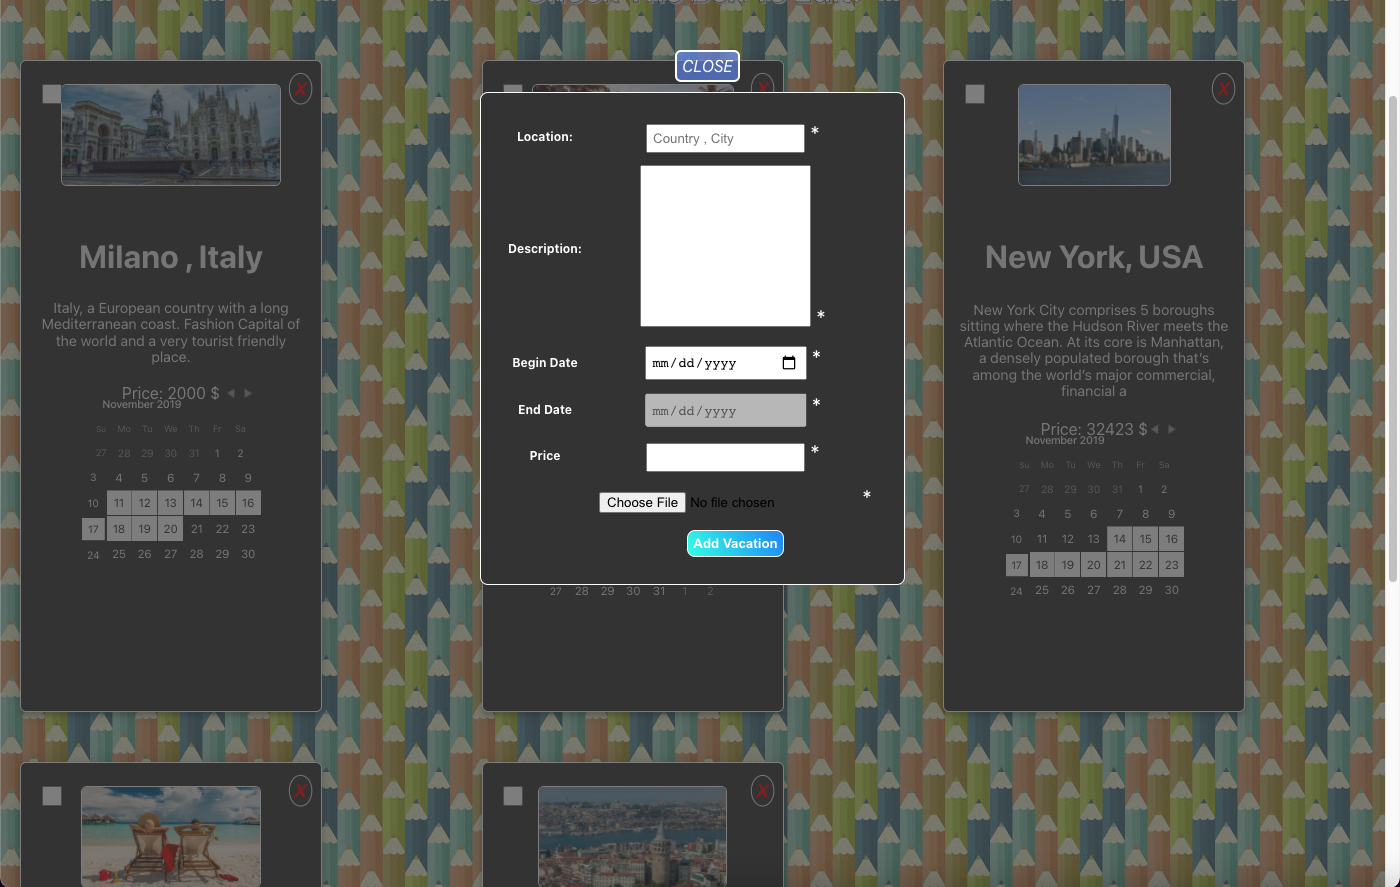 CLOSE
X
X
X
Location:
Country , City
*
Description:
*
Begin Date
mm/dd/yyyy
*
End Date
mm/dd/yyyy
*
Price
*
Choose File No file chosen
*
Add Vacation
Milano , Italy
Italy, a European country with a long
Mediterranean coast. Fashion Capital of
the world and a very tourist friendly
place.
Price: 2000 $
November 2019
Su Mo Tu We Th Fr Sa
27 28 29 30 31 1 2
3 4 5 6 7 8 9
10 11 12 13 14 15 16
17 18 19 20 21 22 23
24 25 26 27 28 29 30
27 28 29 30 31 1 2
New York, USA
New York City comprises 5 boroughs
sitting where the Hudson River meets the
Atlantic Ocean. At its core is Manhattan,
a densely populated borough that's
among the world's major commercial,
financial a
Price: 32423 $
November 2019
Su Mo Tu We Th Fr Sa
27 28 29 30 31 1 2
3 4 5 6 7 8 9
10 11 12 13 14 15 16
17 18 19 20 21 22 23
24 25 26 27 28 29 30
X
X